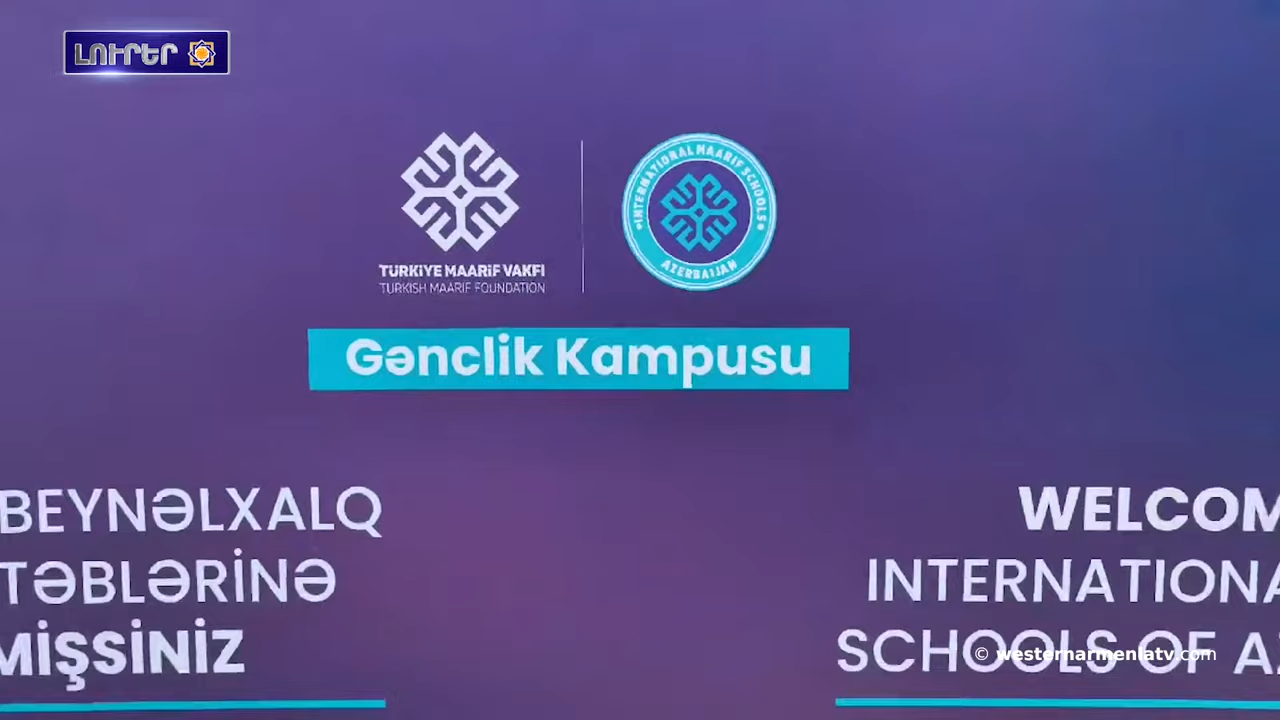 ԼՈՒՐԵՐ
TÜRKİYE MAARİF VAKFI
TURKISH MAARIF FOUNDATION
INTERNATIONAL MAARIF SCHOOLS
AZERBAIJAN
Gənclik Kampusu
BEYNƏLXALQ
TƏBLƏRİNƏ
MİŞSİNİZ
WELCOM
INTERNATIONA
SCHOOLS OF AZ
© westernarmeniatv.com